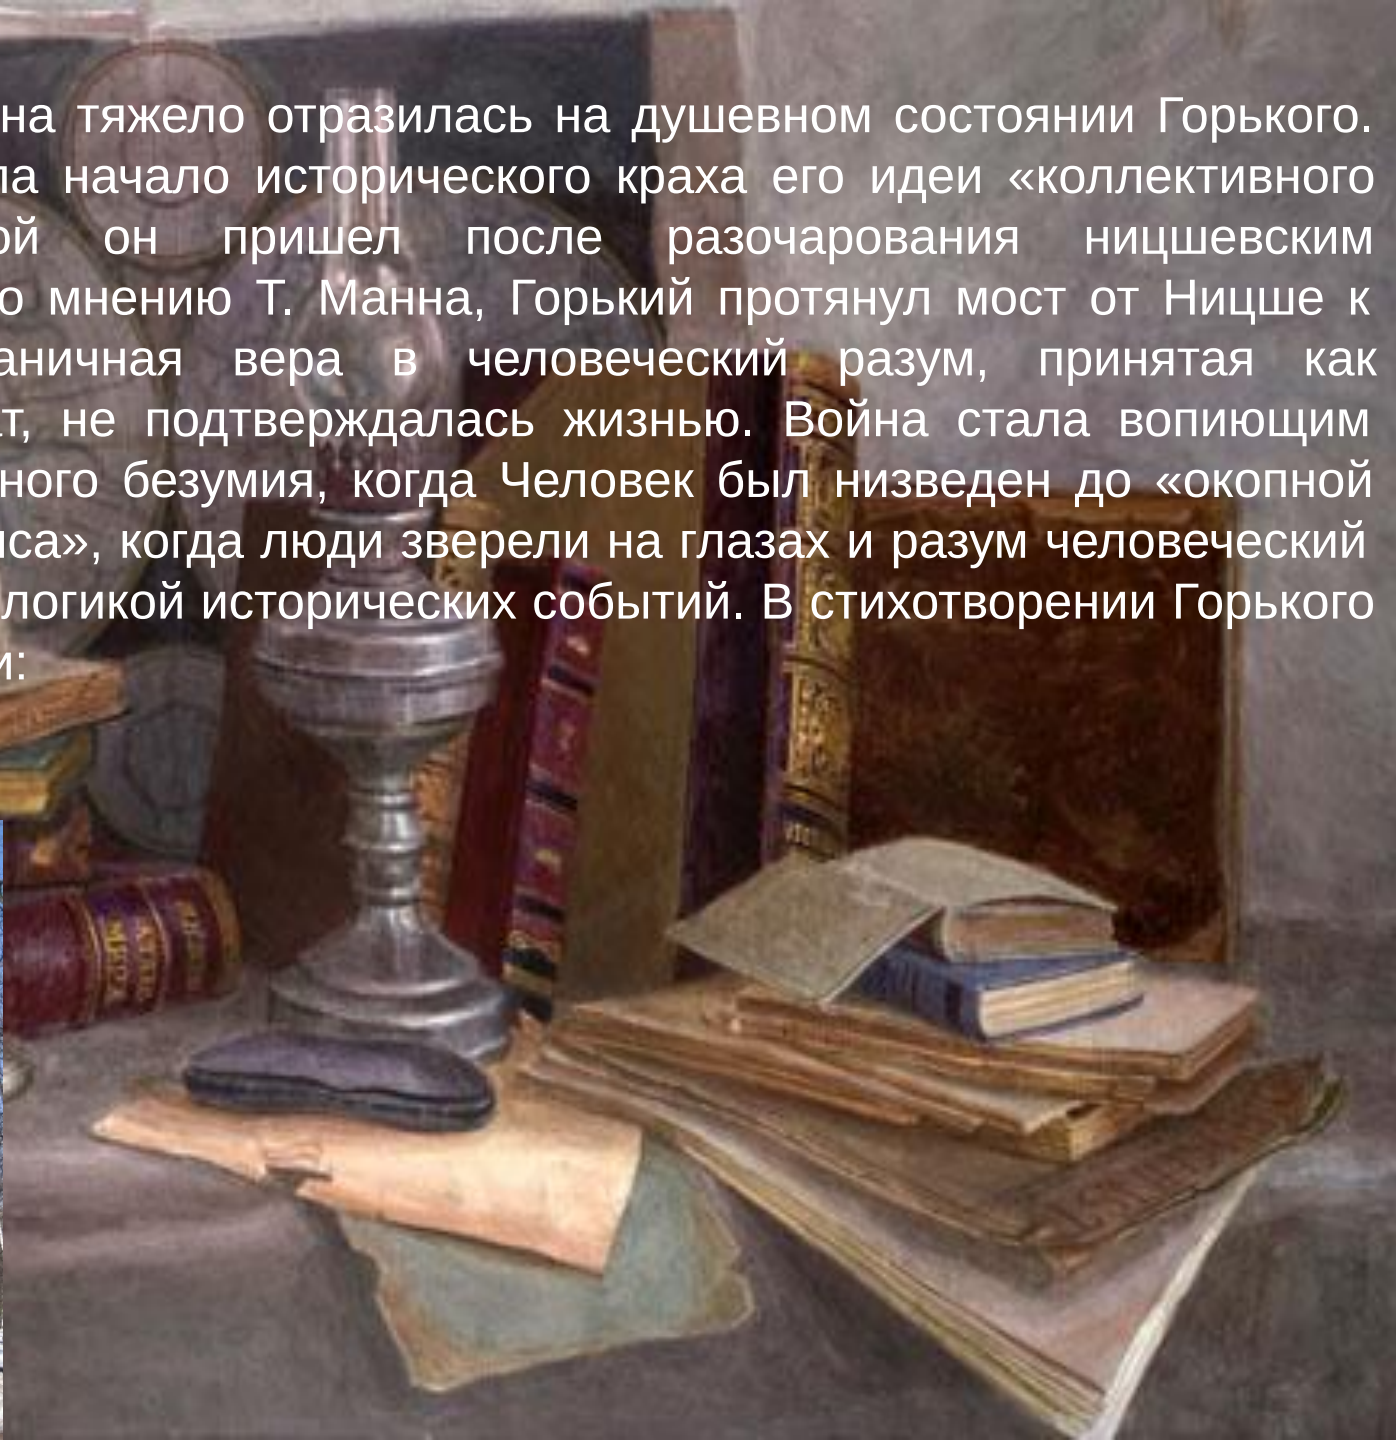 на тяжело отразилась на душевном состоянии Горького.
ла начало исторического краха его идеи «коллективного
ой он пришел после разочарования ницшевским
о мнению Т. Манна, Горький протянул мост от Ницше к
аничная вера в человеческий разум, принятая как
т, не подтверждалась жизнью. Война стала вопиющим
ного безумия, когда Человек был низведен до «окопной
са», когда люди зверели на глазах и разум человеческий
логикой исторических событий. В стихотворении Горького
и: